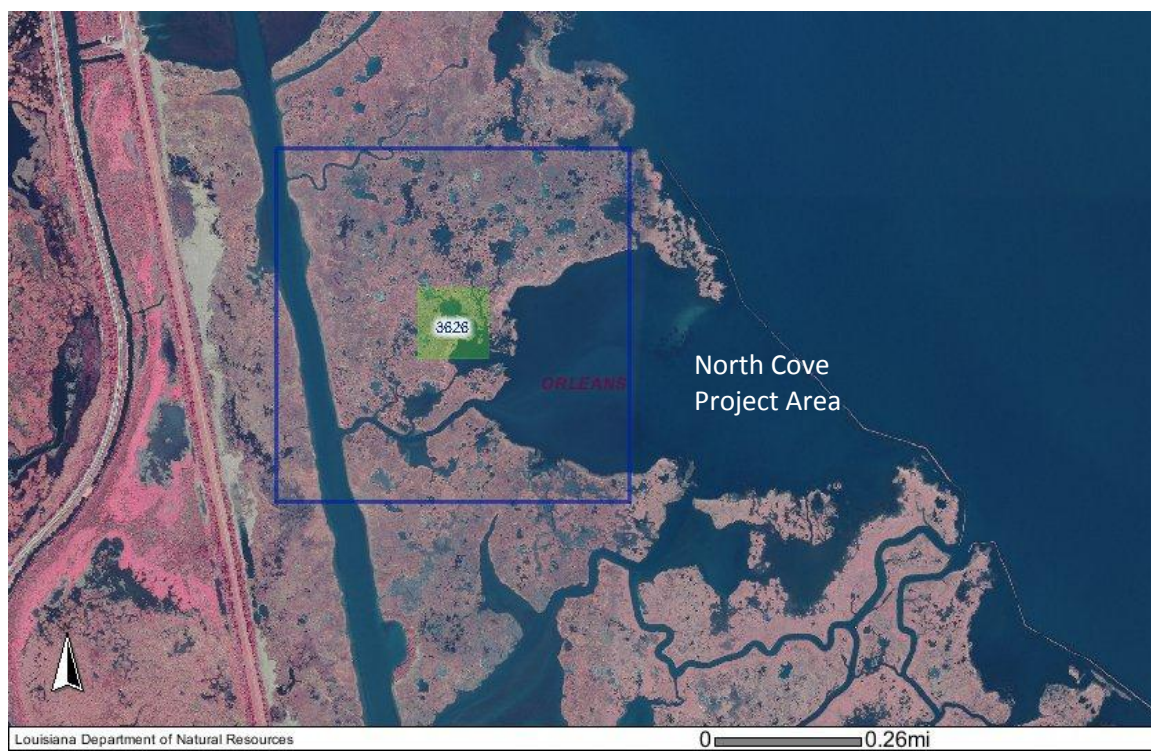 3626
ORLEANS
North Cove
Project Area
Louisiana Department of Natural Resources
0 0.26mi